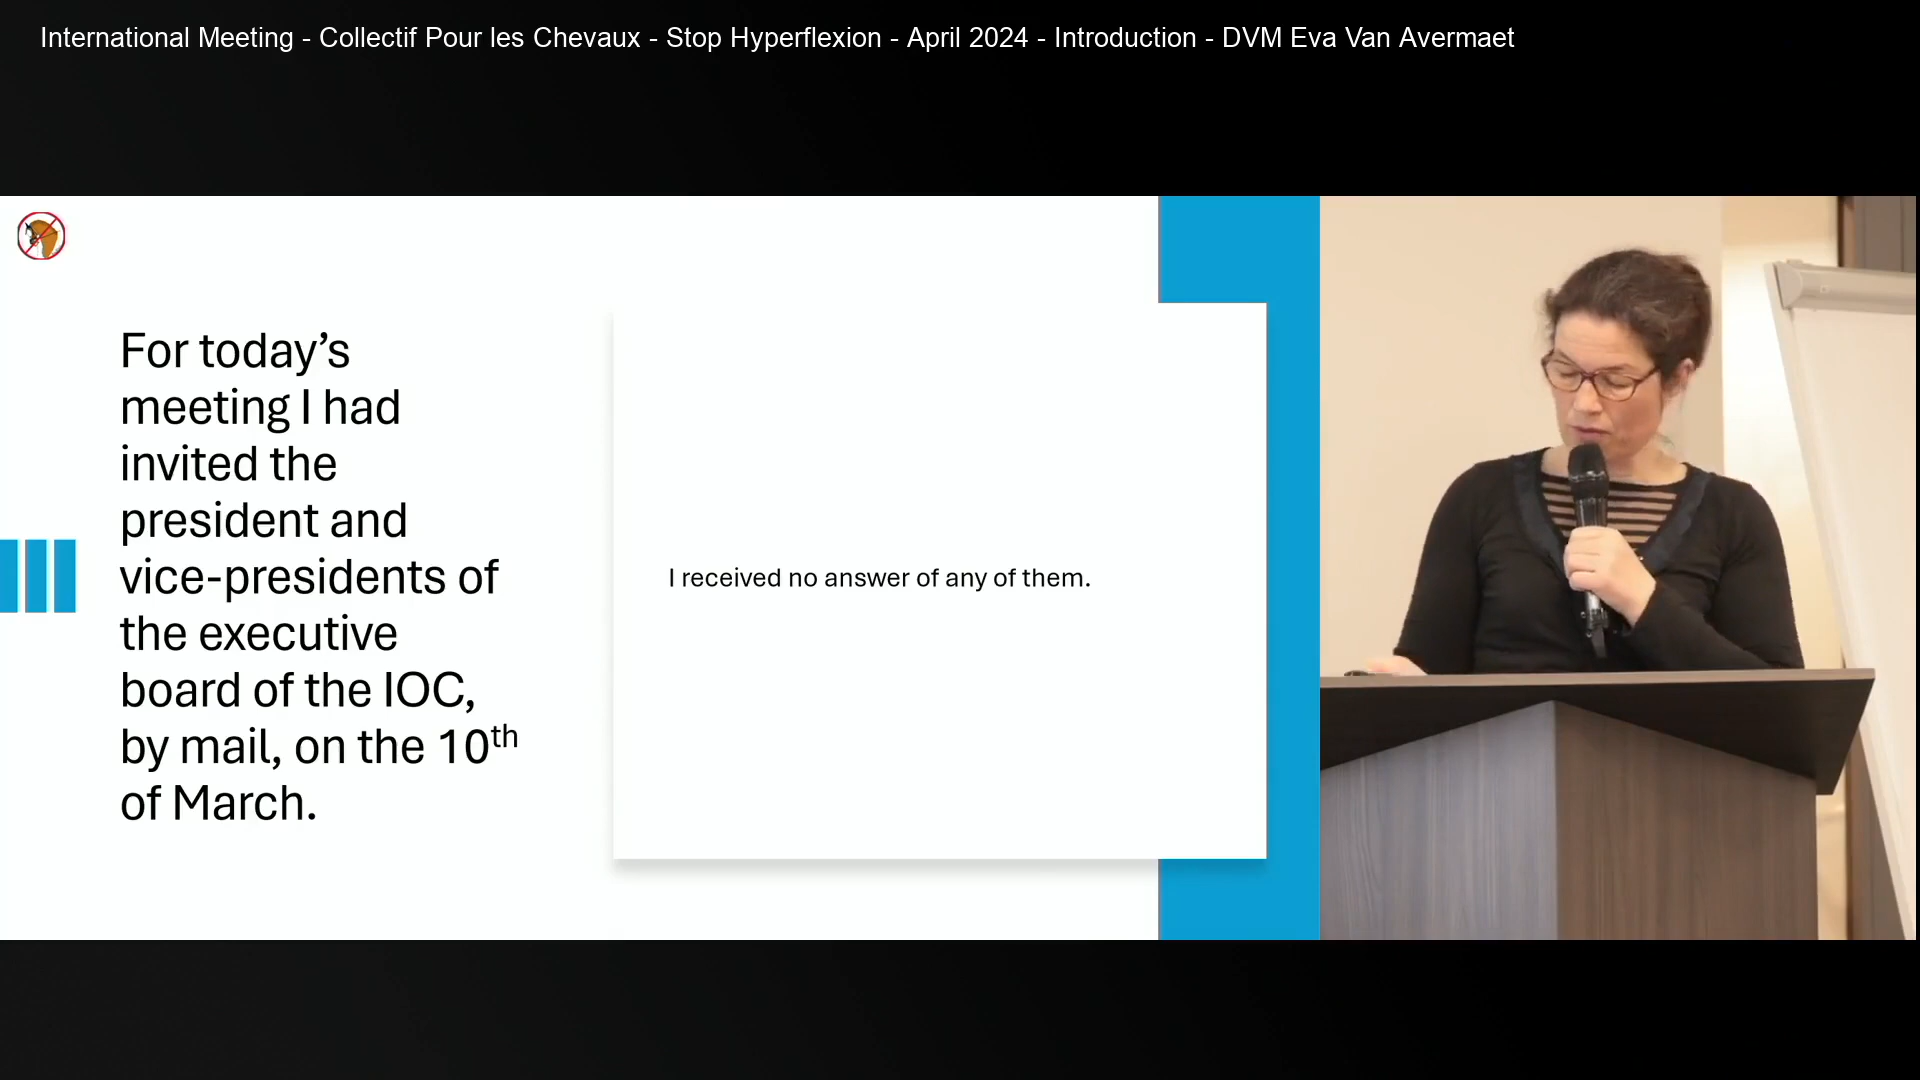 International Meeting - Collectif Pour les Chevaux - Stop Hyperflexion - April 2024 - Introduction - DVM Eva Van Avermaet
For today’s
meeting I had
invited the
president and
vice-presidents of
the executive
board of the IOC,
by mail, on the 10th
of March.
I received no answer of any of them.